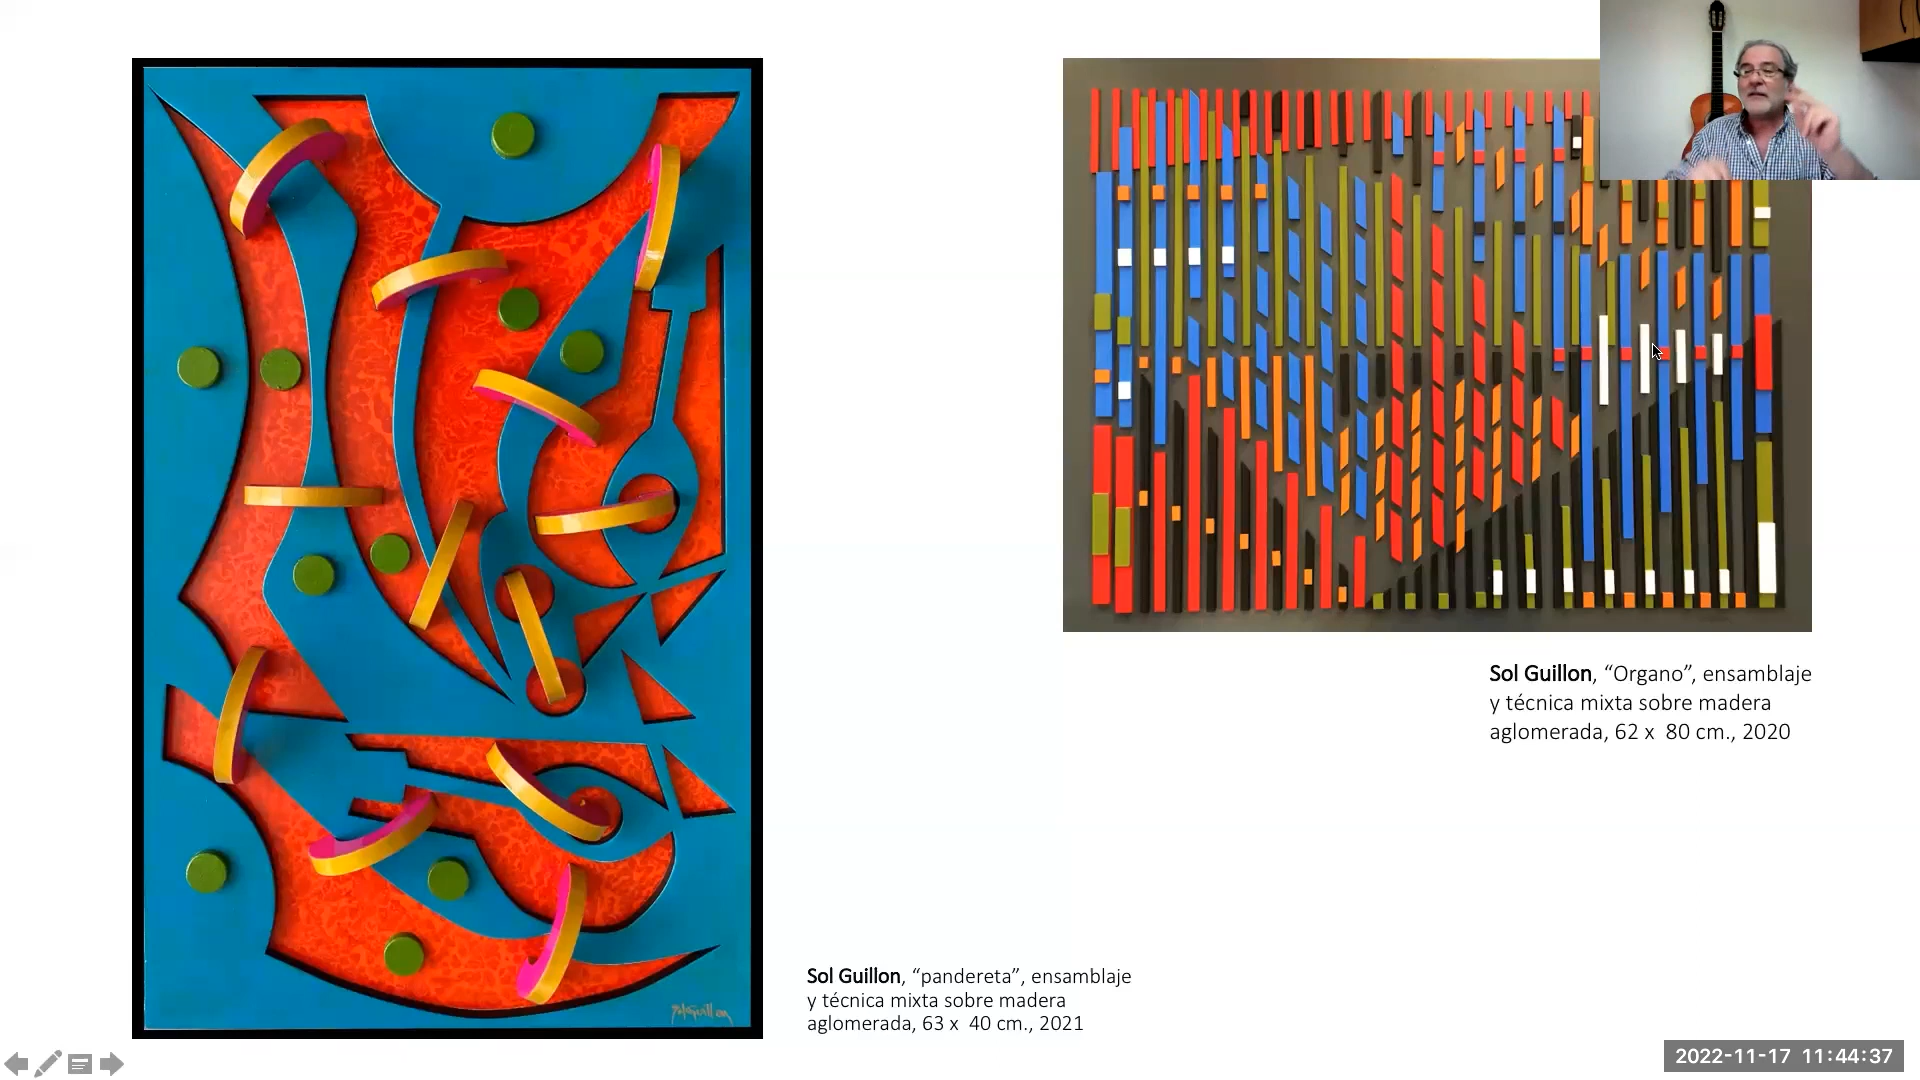 Sol Guillon, “Organo”, ensamblaje
y técnica mixta sobre madera
aglomerada, 62 x 80 cm., 2020
Sol Guillon, “pandereta”, ensamblaje
y técnica mixta sobre madera
aglomerada, 63 x 40 cm., 2021
SolGuillon
2022-11-17 11:44:37